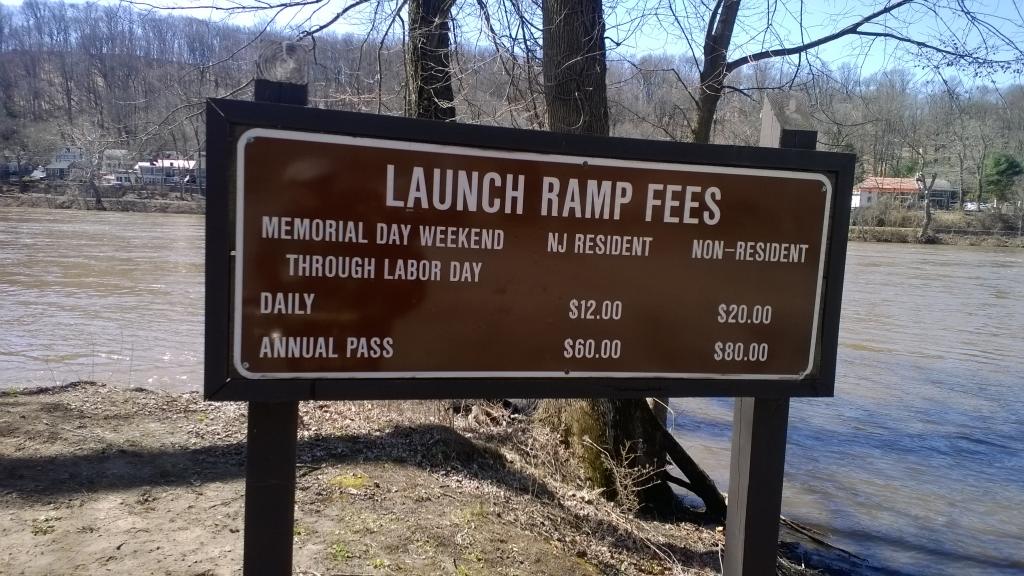 LAUNCH RAMP FEES
MEMORIAL DAY WEEKEND NJ RESIDENT NON-RESIDENT
THROUGH LABOR DAY
DAILY $12.00 $20.00
ANNUAL PASS $60.00 $80.00